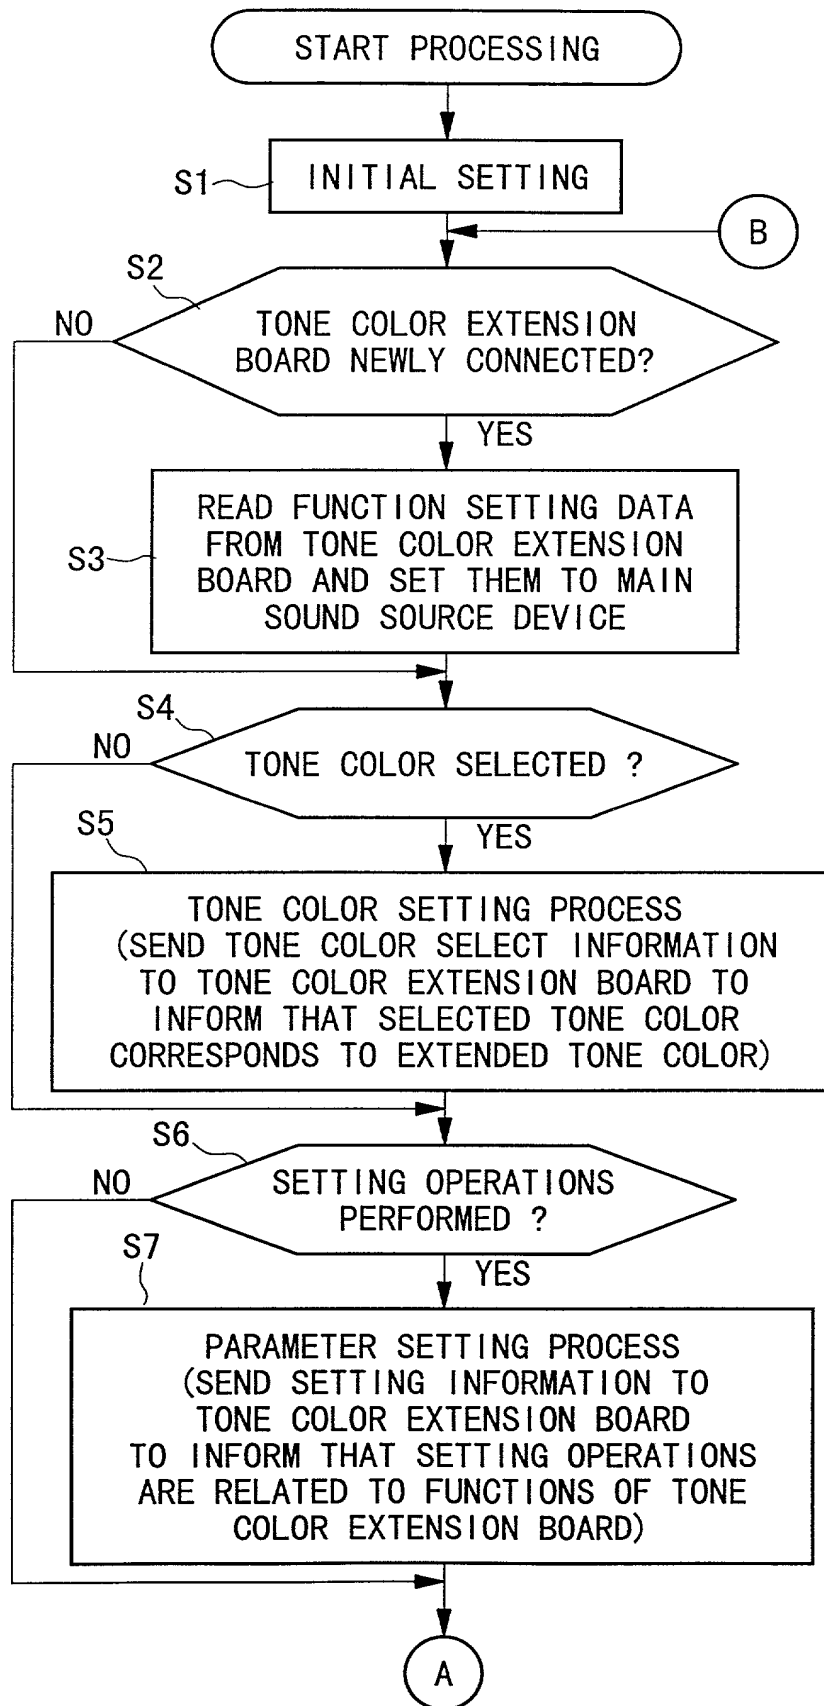 START PROCESSING
S1
INITIAL SETTING
B
S2
NO
TONE COLOR EXTENSION
BOARD NEWLY CONNECTED?
YES
S3
READ FUNCTION SETTING DATA
FROM TONE COLOR EXTENSION
BOARD AND SET THEM TO MAIN
SOUND SOURCE DEVICE
S4
NO
TONE COLOR SELECTED ?
YES
S5
TONE COLOR SETTING PROCESS
(SEND TONE COLOR SELECT INFORMATION
TO TONE COLOR EXTENSION BOARD TO
INFORM THAT SELECTED TONE COLOR
CORRESPONDS TO EXTENDED TONE COLOR)
S6
NO
SETTING OPERATIONS
PERFORMED ?
YES
S7
PARAMETER SETTING PROCESS
(SEND SETTING INFORMATION TO
TONE COLOR EXTENSION BOARD
TO INFORM THAT SETTING OPERATIONS
ARE RELATED TO FUNCTIONS OF TONE
COLOR EXTENSION BOARD)
A